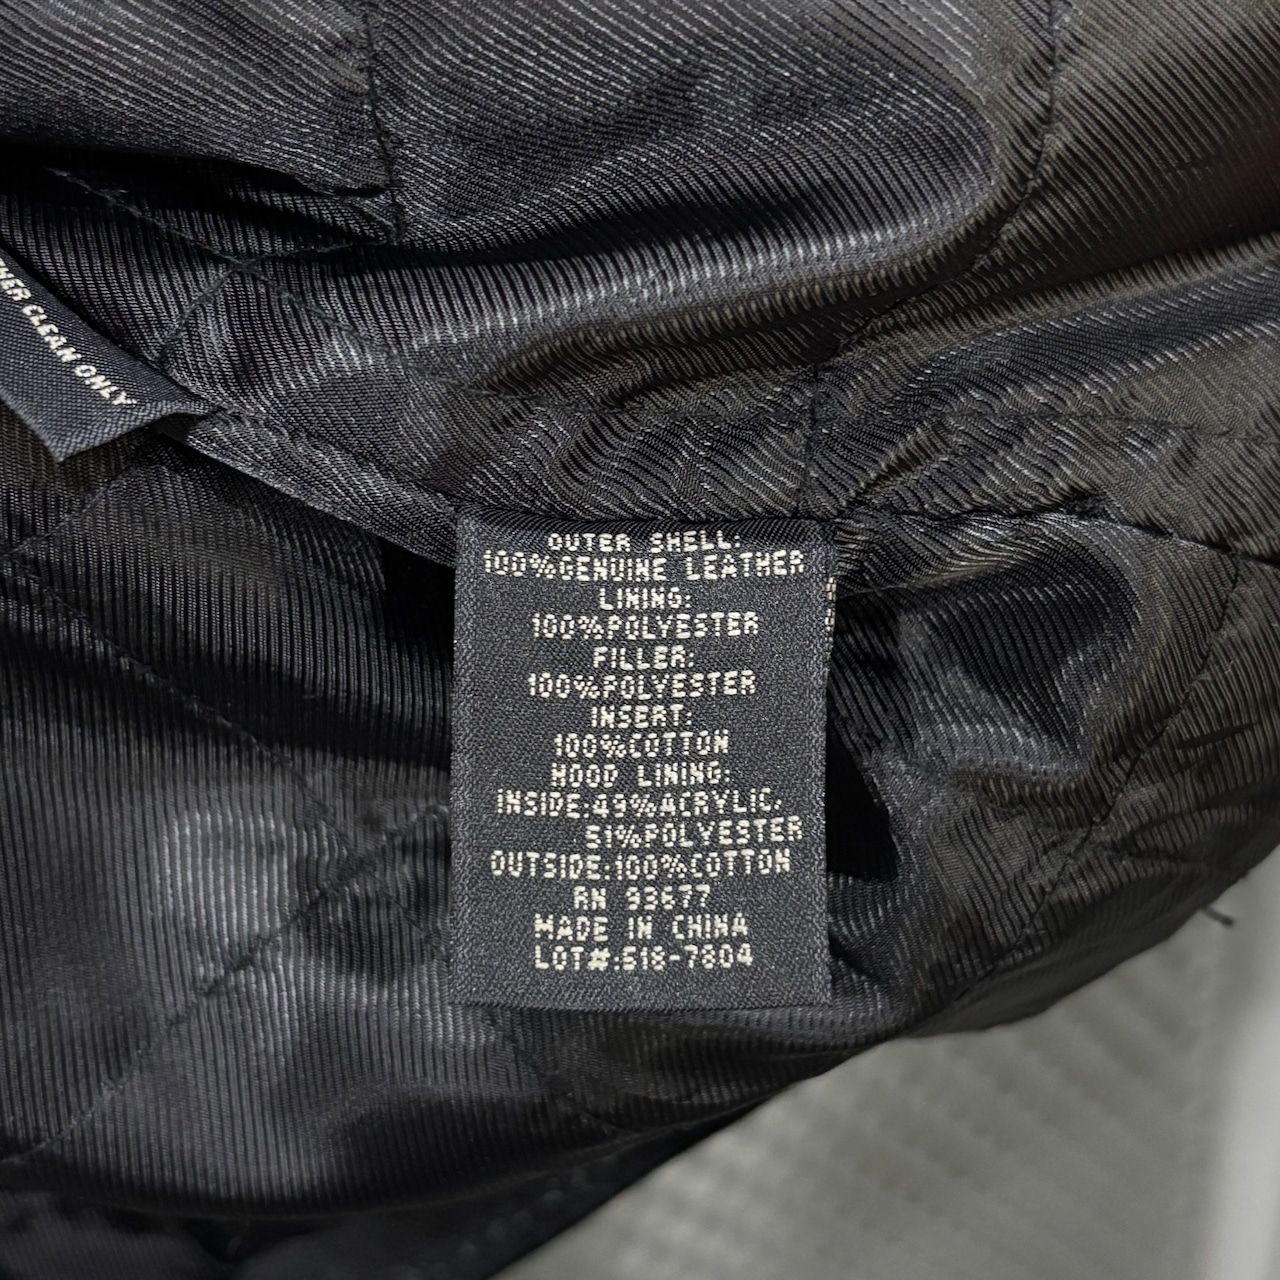 CLEAN ONLY
OUTER SHELL:
100%GENUINE LEATHER
LINING:
100%POLYESTER
FILLER:
100%POLYESTER
INSERT:
100%COTTON
HOOD LINING:
INSIDE:49%ACRYLIC,
51%POLYESTER
OUTSIDE:100%COTTON
RN 93677
MADE IN CHINA
LOT#:518-7804